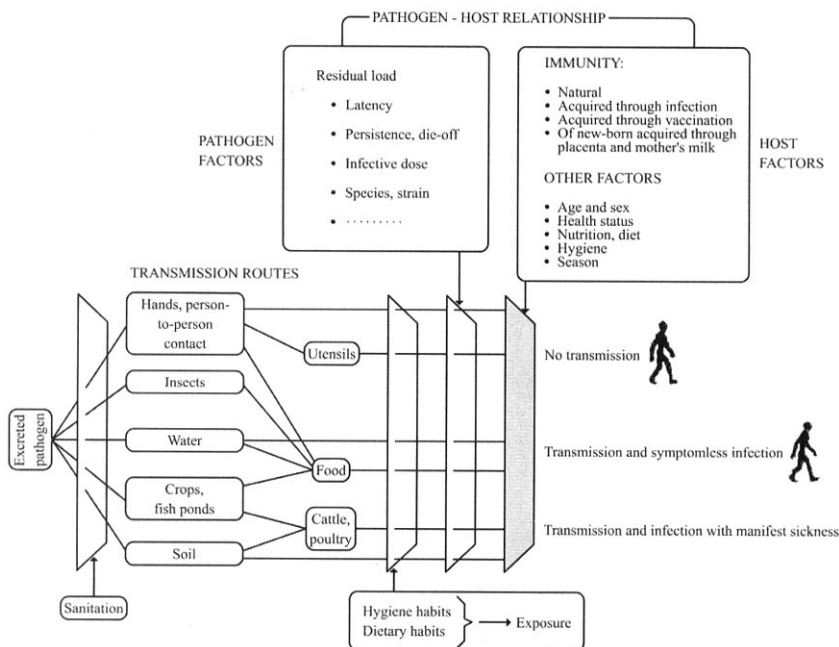 PATHOGEN - HOST RELATIONSHIP
Residual load
• Latency
• Persistence, die-off
• Infective dose
• Species, strain
• . . . . . . . . .
PATHOGEN
FACTORS
IMMUNITY:
• Natural
• Acquired through infection
• Acquired through vaccination
• Of new-born acquired through
placenta and mother's milk
OTHER FACTORS
• Age and sex
• Health status
• Nutrition, diet
• Hygiene
• Season
HOST
FACTORS
TRANSMISSION ROUTES
Hands, person-
to-person
contact
Utensils
Insects
Excreted
pathogen
Water
Food
Crops,
fish ponds
Cattle,
poultry
Soil
Sanitation
No transmission
Transmission and symptomless infection
Transmission and infection with manifest sickness
Hygiene habits
Dietary habits
Exposure